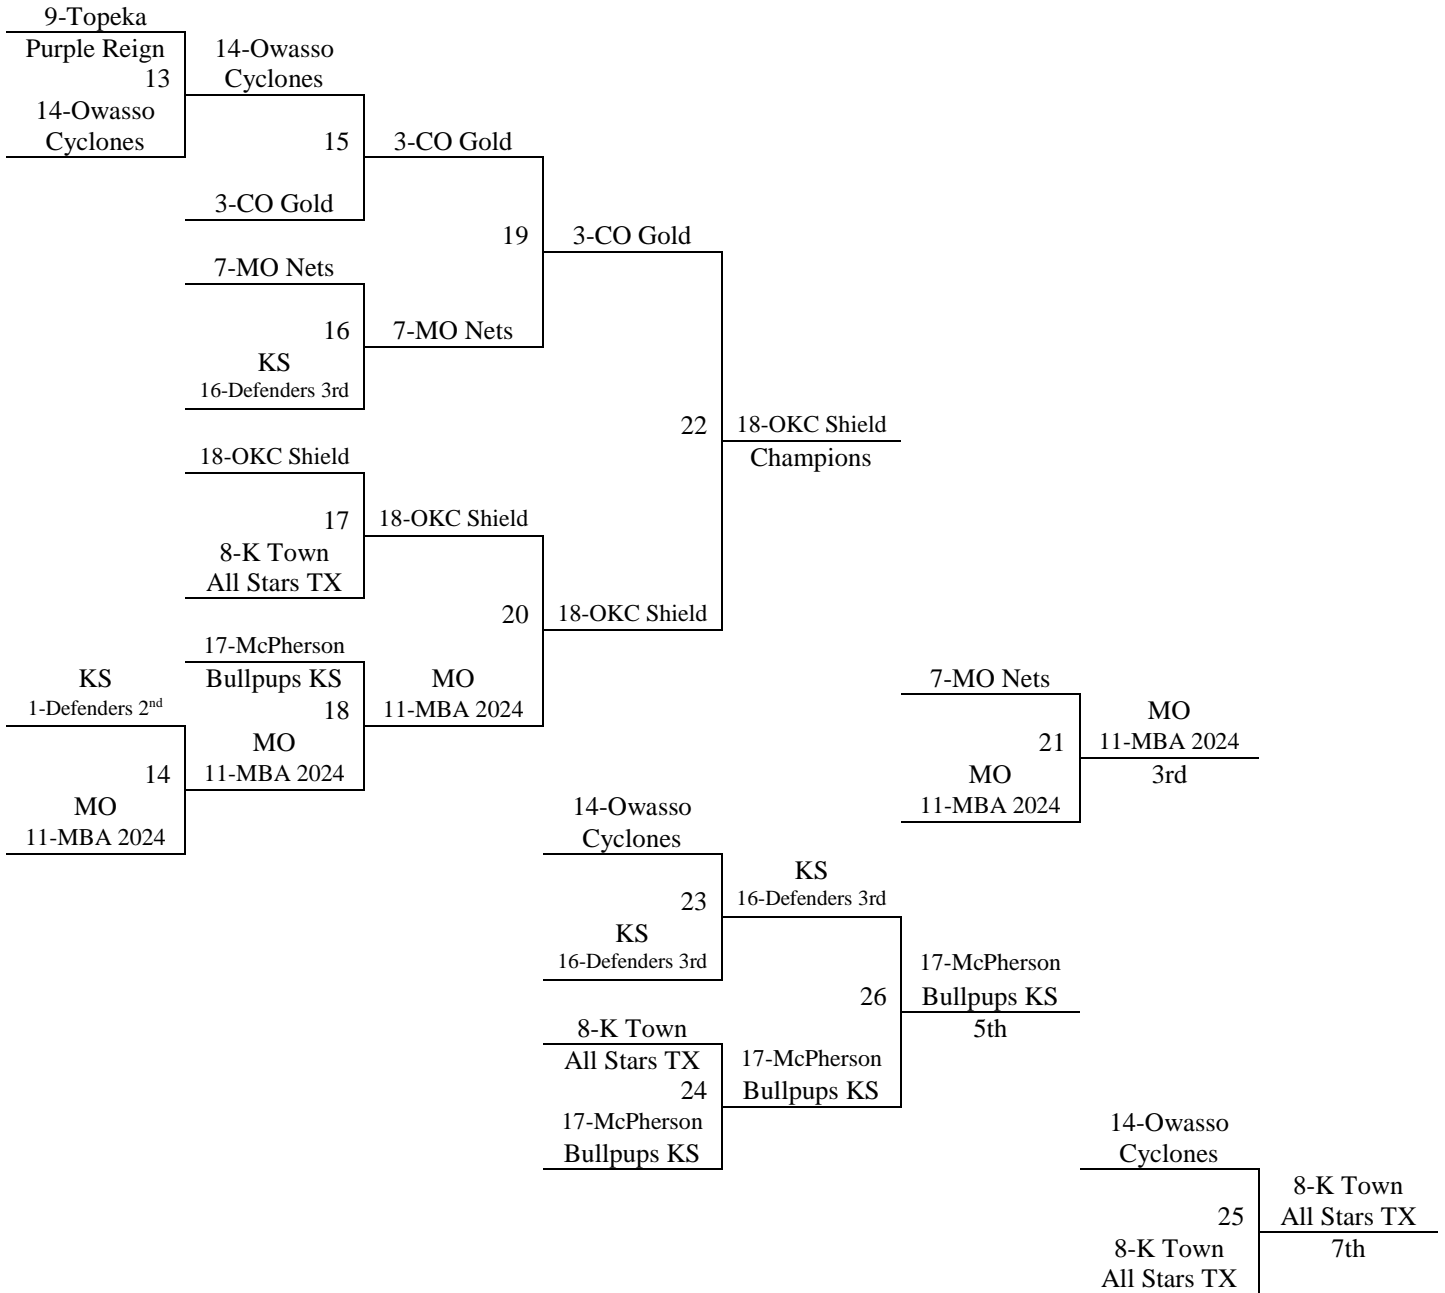 9-Topeka
Purple Reign
13
14-Owasso
Cyclones
14-Owasso
Cyclones
15
3-CO Gold
3-CO Gold
19
3-CO Gold
7-MO Nets
16
7-MO Nets
KS
16-Defenders 3rd
22
18-OKC Shield
Champions
18-OKC Shield
17
18-OKC Shield
8-K Town
All Stars TX
20
18-OKC Shield
17-McPherson
Bullpups KS
KS
1-Defenders 2nd
18
MO
11-MBA 2024
14
MO
11-MBA 2024
MO
11-MBA 2024
7-MO Nets
21
MO
11-MBA 2024
3rd
MO
11-MBA 2024
14-Owasso
Cyclones
23
KS
16-Defenders 3rd
KS
16-Defenders 3rd
26
17-McPherson
Bullpups KS
5th
8-K Town
All Stars TX
24
17-McPherson
Bullpups KS
17-McPherson
Bullpups KS
14-Owasso
Cyclones
25
8-K Town
All Stars TX
7th
8-K Town
All Stars TX